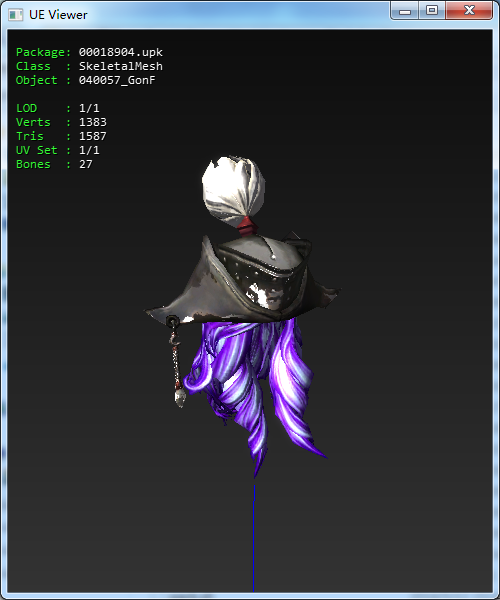 UE Viewer
Package: 00018904.upk
Class : SkeletalMesh
Object : 040057_GonF
LOD : 1/1
Verts : 1383
Tris : 1587
UV Set : 1/1
Bones : 27